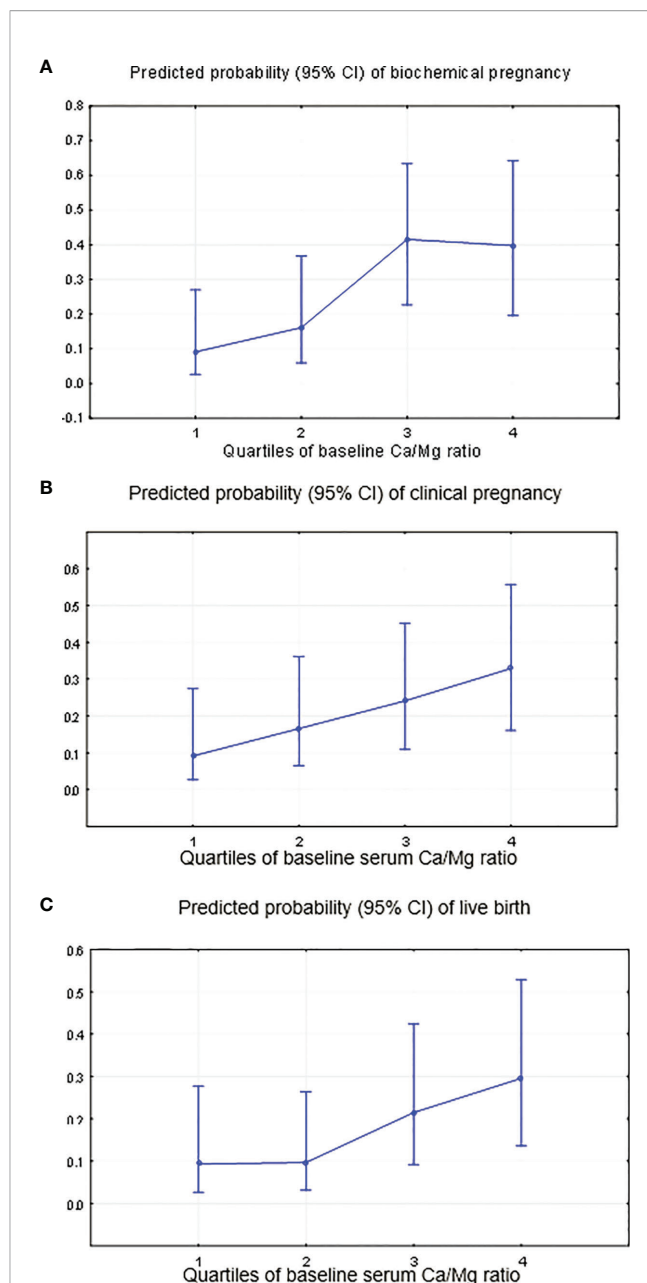 A
Predicted probability (95% CI) of biochemical pregnancy
0.8
0.7
0.6
0.5
0.4
0.3
0.2
0.1
0.0
-0.1
1 2 3 4
Quartiles of baseline Ca/Mg ratio
B
Predicted probability (95% CI) of clinical pregnancy
0.6
0.5
0.4
0.3
0.2
0.1
0.0
1 2 3 4
Quartiles of baseline serum Ca/Mg ratio
C
Predicted probability (95% CI) of live birth
0.6
0.5
0.4
0.3
0.2
0.1
0.0
1 2 3 4
Quartiles of baseline serum Ca/Mg ratio